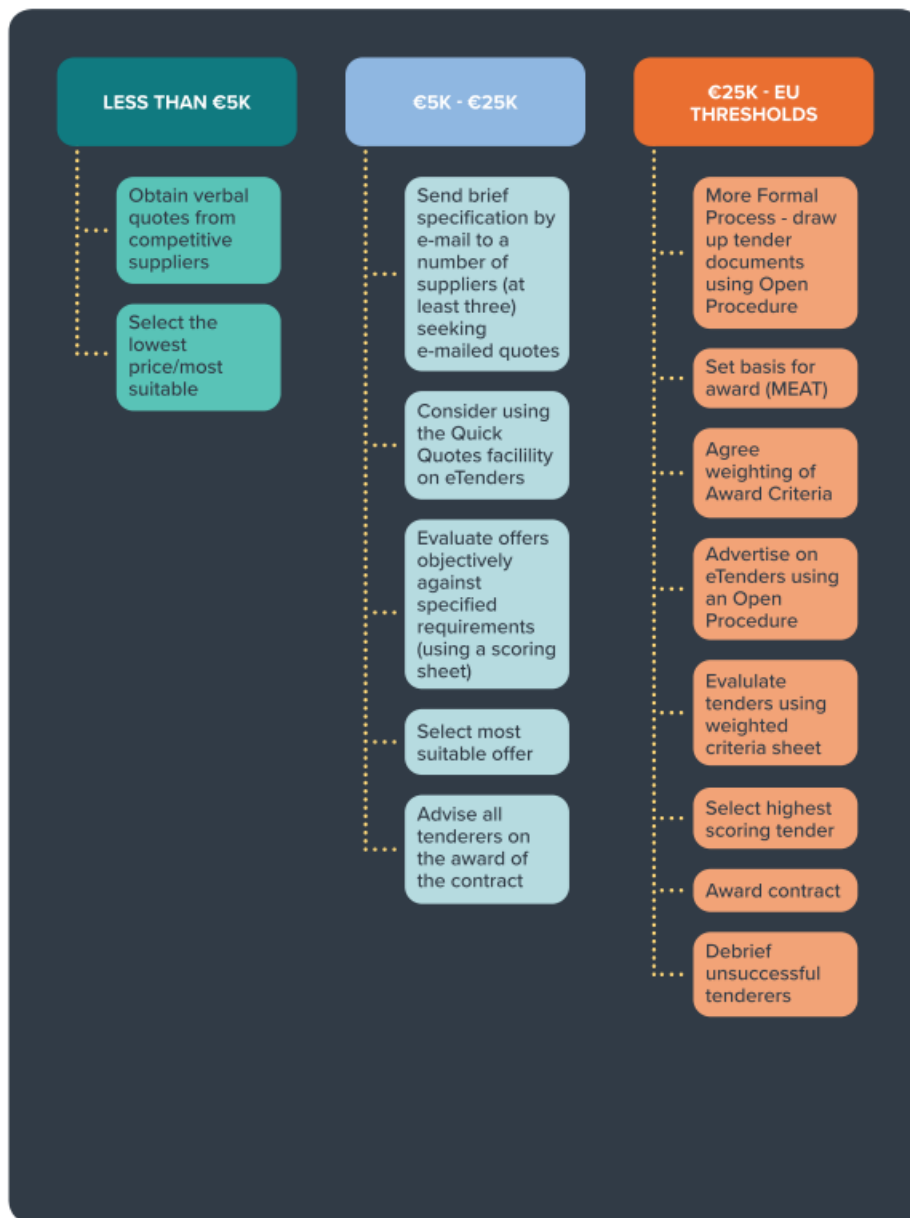 LESS THAN €5K
Obtain verbal
quotes from
competitive
suppliers
Select the
lowest
price/most
suitable
€5K - €25K
Send brief
specification by
e-mail to a
number of
suppliers (at
least three)
seeking
e-mailed quotes
Consider using
the Quick
Quotes facilility
on eTenders
Evaluate offers
objectively
against
specified
requirements
(using a scoring
sheet)
Select most
suitable offer
Advise all
tenderers on
the award of
the contract
€25K - EU
THRESHOLDS
More Formal
Process - draw
up tender
documents
using Open
Procedure
Set basis for
award (MEAT)
Agree
weighting of
Award Criteria
Advertise on
eTenders using
an Open
Procedure
Evalulate
tenders using
weighted
criteria sheet
Select highest
scoring tender
Award contract
Debrief
unsuccessful
tenderers